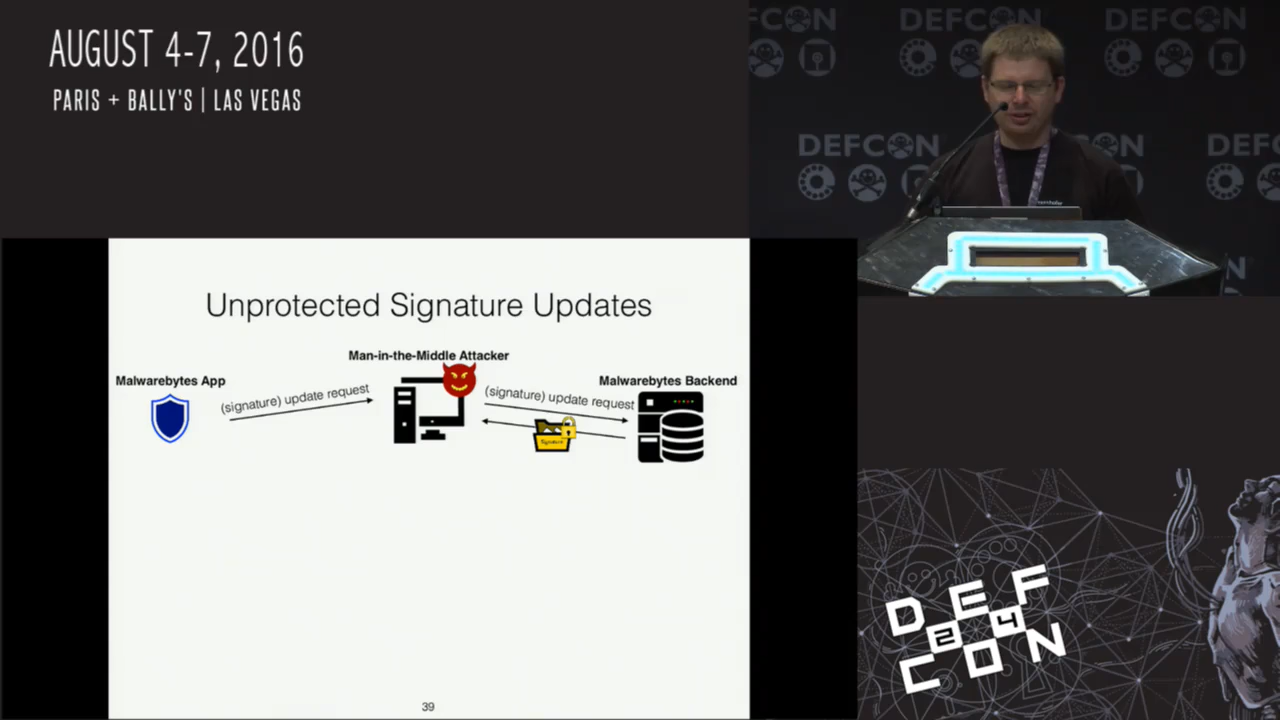 AUGUST 4-7, 2016
PARIS + BALLY'S | LAS VEGAS
DEFCON
DEFCON
DEFCON
DEFCON
Unprotected Signature Updates
Man-in-the-Middle Attacker
Malwarebytes App
Malwarebytes Backend
(signature) update request
(signature) update request
Signature
39
DEF
24
CON